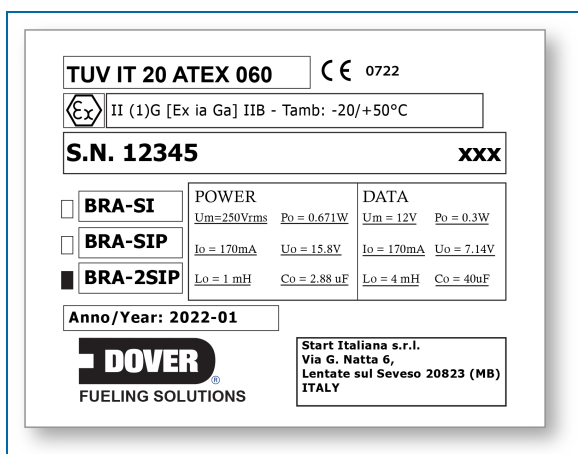 TUV IT 20 ATEX 060 CE 0722
Ex II (1)G [Ex ia Ga] IIB - Tamb: -20/+50°C
S.N. 12345 xxx
BRA-SI
BRA-SIP
BRA-2SIP
POWER
Um=250Vrms Po = 0.671W
Io = 170mA Uo = 15.8V
Lo = 1 mH Co = 2.88 uF
DATA
Um = 12V Po = 0.3W
Io = 170mA Uo = 7.14V
Lo = 4 mH Co = 40uF
Anno/Year: 2022-01
DOVER®
FUELING SOLUTIONS
Start Italiana s.r.l.
Via G. Natta 6,
Lentate sul Seveso 20823 (MB)
ITALY